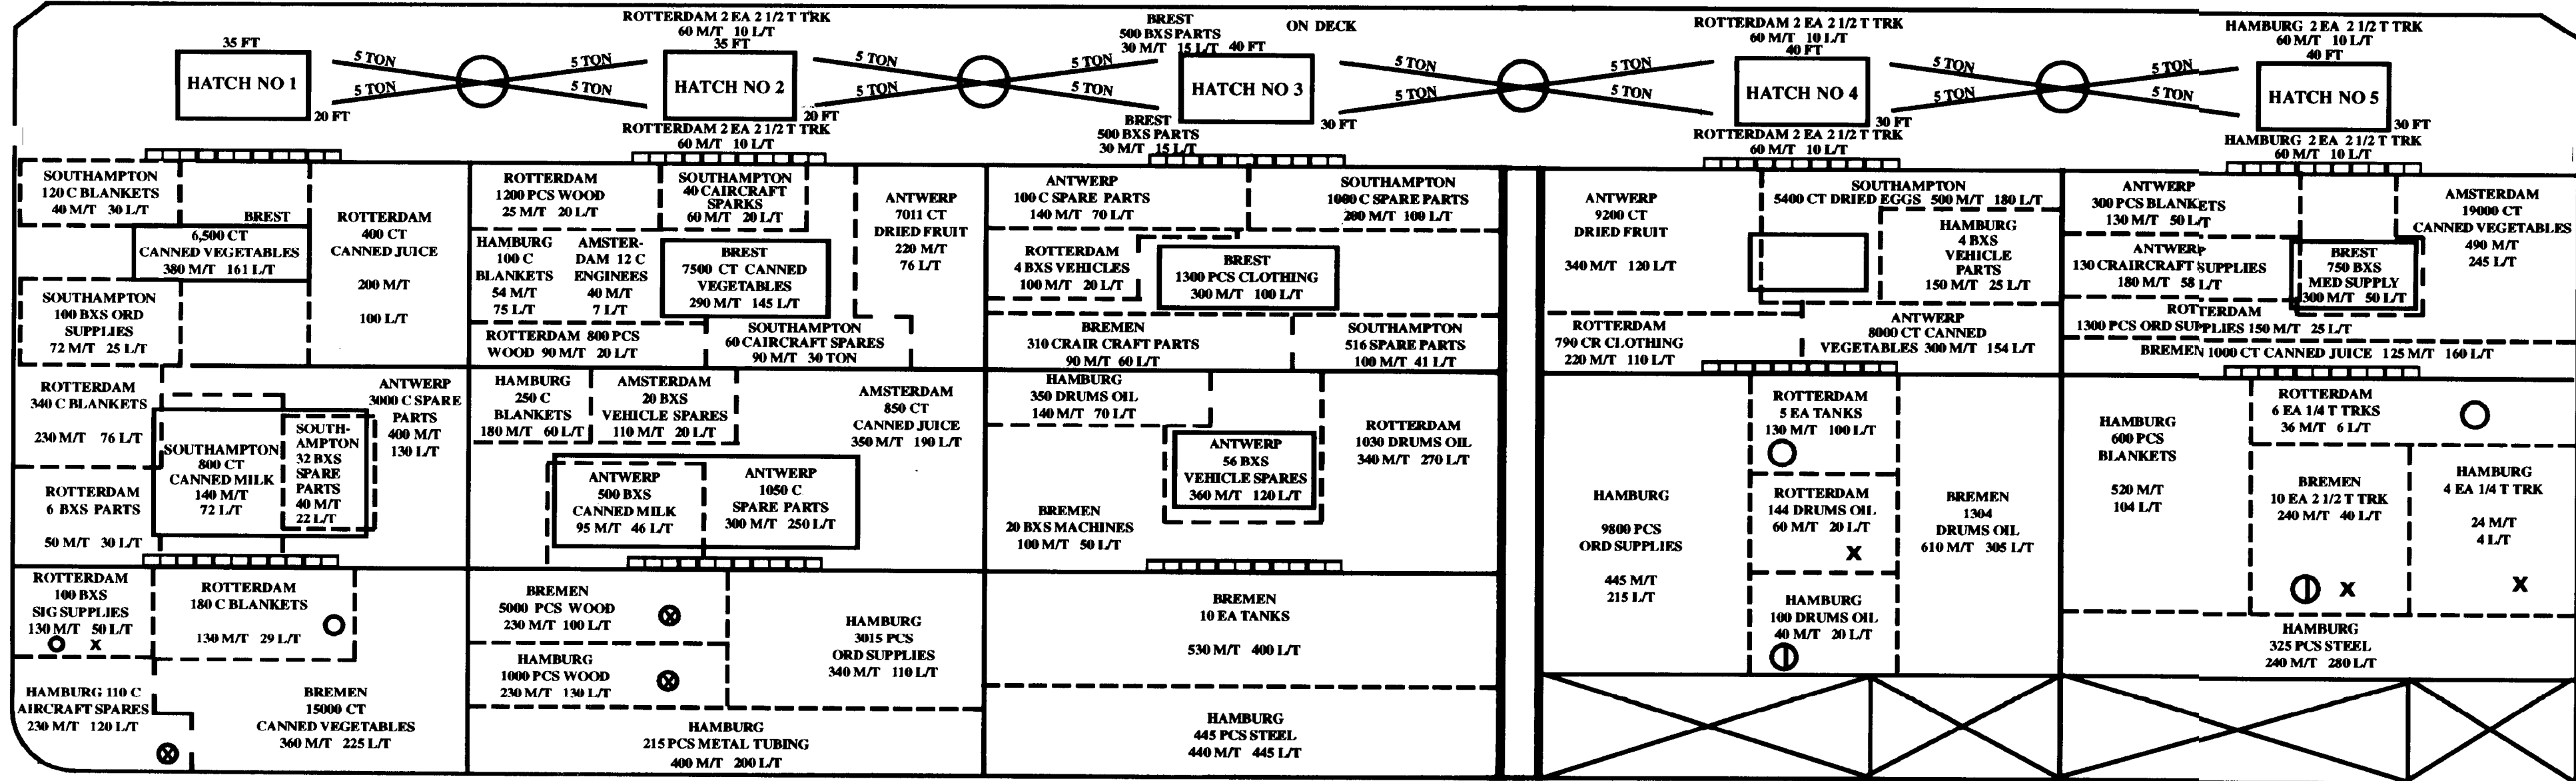 ROTTERDAM 2 EA 2 1/2 T TRK
60 M/T 10 L/T
BREST
500 BXS PARTS
30 M/T 15 L/T
ON DECK
ROTTERDAM 2 EA 2 1/2 T TRK
60 M/T 10 L/T
HAMBURG 2 EA 2 1/2 T TRK
60 M/T 10 L/T
35 FT
HATCH NO 1
20 FT
5 TON
5 TON
5 TON
5 TON
35 FT
HATCH NO 2
20 FT
5 TON
5 TON
5 TON
5 TON
40 FT
HATCH NO 3
30 FT
5 TON
5 TON
5 TON
5 TON
40 FT
HATCH NO 4
30 FT
5 TON
5 TON
5 TON
5 TON
40 FT
HATCH NO 5
30 FT
ROTTERDAM 2 EA 2 1/2 T TRK
60 M/T 10 L/T
BREST
500 BXS PARTS
30 M/T 15 L/T
ROTTERDAM 2 EA 2 1/2 T TRK
60 M/T 10 L/T
HAMBURG 2 EA 2 1/2 T TRK
60 M/T 10 L/T
SOUTHAMPTON
120 C BLANKETS
40 M/T 30 L/T
BREST
6,500 CT
CANNED VEGETABLES
380 M/T 161 L/T
SOUTHAMPTON
100 BXS ORD
SUPPLIES
72 M/T 25 L/T
ROTTERDAM
400 CT
CANNED JUICE
200 M/T
100 L/T
ROTTERDAM
1200 PCS WOOD
25 M/T 20 L/T
SOUTHAMPTON
40 CAIRCRAFT
SPARKS
60 M/T 20 L/T
HAMBURG
100 C
BLANKETS
54 M/T
75 L/T
AMSTER-
DAM 12 C
ENGINEES
40 M/T
7 L/T
BREST
7500 CT CANNED
VEGETABLES
290 M/T 145 L/T
ANTWERP
7011 CT
DRIED FRUIT
220 M/T
76 L/T
ROTTERDAM 800 PCS
WOOD 90 M/T 20 L/T
SOUTHAMPTON
60 CAIRCRAFT SPARES
90 M/T 30 TON
ANTWERP
100 C SPARE PARTS
140 M/T 70 L/T
SOUTHAMPTON
1000 C SPARE PARTS
200 M/T 100 L/T
ROTTERDAM
4 BXS VEHICLES
100 M/T 20 L/T
BREST
1300 PCS CLOTHING
300 M/T 100 L/T
BREMEN
310 CRAIR CRAFT PARTS
90 M/T 60 L/T
SOUTHAMPTON
516 SPARE PARTS
100 M/T 41 L/T
ANTWERP
9200 CT
DRIED FRUIT
340 M/T 120 L/T
SOUTHAMPTON
5400 CT DRIED EGGS 500 M/T 180 L/T
HAMBURG
4 BXS
VEHICLE
PARTS
150 M/T 25 L/T
ROTTERDAM
790 CR CLOTHING
220 M/T 110 L/T
ANTWERP
8000 CT CANNED
VEGETABLES 300 M/T 154 L/T
ANTWERP
300 PCS BLANKETS
130 M/T 50 L/T
ANTWERP
130 CRAIRCRAFT SUPPLIES
180 M/T 58 L/T
BREST
750 BXS
MED SUPPLY
300 M/T 50 L/T
AMSTERDAM
19000 CT
CANNED VEGETABLES
490 M/T
245 L/T
ROTTERDAM
1300 PCS ORD SUPPLIES 150 M/T 25 L/T
BREMEN 1000 CT CANNED JUICE 125 M/T 160 L/T
ROTTERDAM
340 C BLANKETS
230 M/T 76 L/T
ROTTERDAM
6 BXS PARTS
50 M/T 30 L/T
SOUTHAMPTON
800 CT
CANNED MILK
140 M/T
72 L/T
SOUTH-
AMPTON
32 BXS
SPARE
PARTS
40 M/T
22 L/T
ANTWERP
3000 C SPARE
PARTS
400 M/T
130 L/T
HAMBURG
250 C
BLANKETS
180 M/T 60 L/T
AMSTERDAM
20 BXS
VEHICLE SPARES
110 M/T 20 L/T
AMSTERDAM
850 CT
CANNED JUICE
350 M/T 190 L/T
ANTWERP
500 BXS
CANNED MILK
95 M/T 46 L/T
ANTWERP
1050 C
SPARE PARTS
300 M/T 250 L/T
HAMBURG
350 DRUMS OIL
140 M/T 70 L/T
ANTWERP
56 BXS
VEHICLE SPARES
360 M/T 120 L/T
ROTTERDAM
1030 DRUMS OIL
340 M/T 270 L/T
BREMEN
20 BXS MACHINES
100 M/T 50 L/T
HAMBURG
9800 PCS
ORD SUPPLIES
445 M/T
215 L/T
ROTTERDAM
5 EA TANKS
130 M/T 100 L/T
ROTTERDAM
144 DRUMS OIL
60 M/T 20 L/T
X
HAMBURG
100 DRUMS OIL
40 M/T 20 L/T
BREMEN
1304
DRUMS OIL
610 M/T 305 L/T
HAMBURG
600 PCS
BLANKETS
520 M/T
104 L/T
ROTTERDAM
6 EA 1/4 T TRKS
36 M/T 6 L/T
BREMEN
10 EA 2 1/2 T TRK
240 M/T 40 L/T
X
HAMBURG
4 EA 1/4 T TRK
24 M/T
4 L/T
X
HAMBURG
325 PCS STEEL
240 M/T 280 L/T
ROTTERDAM
100 BXS
SIG SUPPLIES
130 M/T 50 L/T
X
ROTTERDAM
180 C BLANKETS
130 M/T 29 L/T
HAMBURG 110 C
AIRCRAFT SPARES
230 M/T 120 L/T
BREMEN
15000 CT
CANNED VEGETABLES
360 M/T 225 L/T
BREMEN
5000 PCS WOOD
230 M/T 100 L/T
HAMBURG
1000 PCS WOOD
230 M/T 130 L/T
HAMBURG
3015 PCS
ORD SUPPLIES
340 M/T 110 L/T
HAMBURG
215 PCS METAL TUBING
400 M/T 200 L/T
BREMEN
10 EA TANKS
530 M/T 400 L/T
HAMBURG
445 PCS STEEL
440 M/T 445 L/T